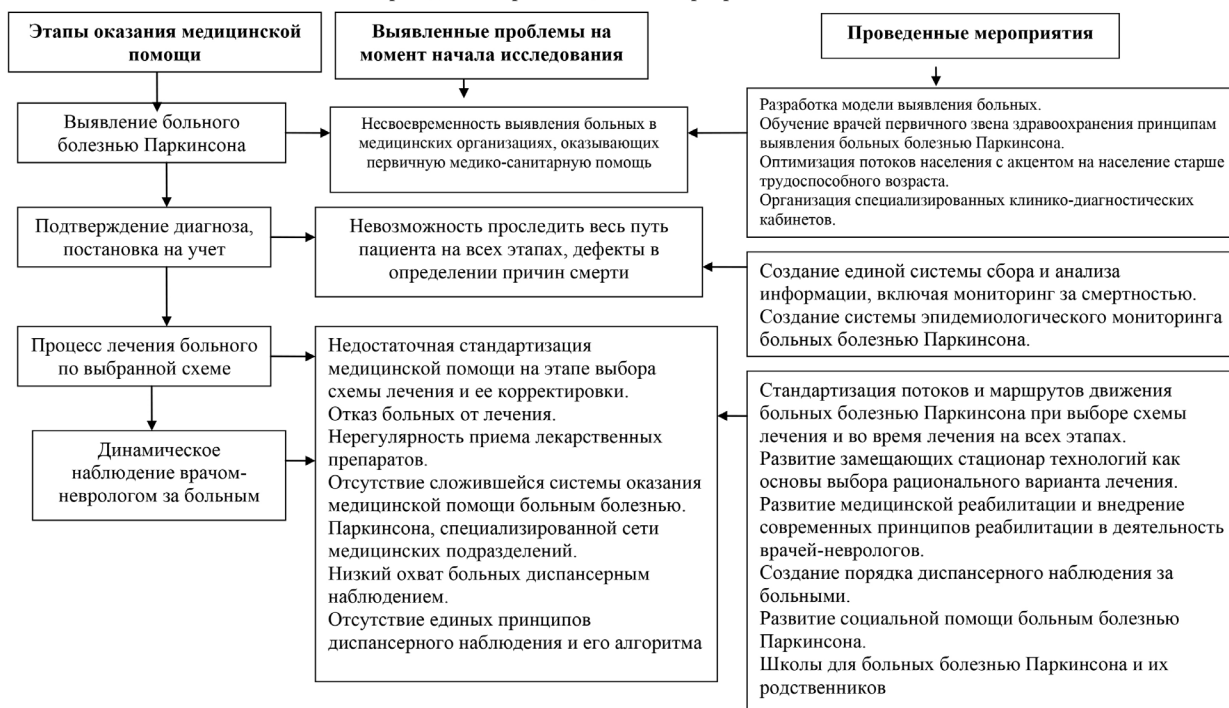 Этапы оказания медицинской
помощи
Выявление больного
болезнью Паркинсона
Подтверждение диагноза,
постановка на учет
Процесс лечения больного
по выбранной схеме
Динамическое
наблюдение врачом-
неврологом за больным
Выявленные проблемы на
момент начала исследования
Несвоевременность выявления больных в
медицинских организациях, оказывающих
первичную медико-санитарную помощь
Невозможность проследить весь путь
пациента на всех этапах, дефекты в
определении причин смерти
Недостаточная стандартизация
медицинской помощи на этапе выбора
схемы лечения и ее корректировки.
Отказ больных от лечения.
Нерегулярность приема лекарственных
препаратов.
Отсутствие сложившейся системы оказания
медицинской помощи больным болезнью.
Паркинсона, специализированной сети
медицинских подразделений.
Низкий охват больных диспансерным
наблюдением.
Отсутствие единых принципов
диспансерного наблюдения и его алгоритма
Проведенные мероприятия
Разработка модели выявления больных.
Обучение врачей первичного звена здравоохранения принципам
выявления больных болезнью Паркинсона.
Оптимизация потоков населения с акцентом на население старше
трудоспособного возраста.
Организация специализированных клинико-диагностических
кабинетов.
Создание единой системы сбора и анализа
информации, включая мониторинг за смертностью.
Создание системы эпидемиологического мониторинга
больных болезнью Паркинсона.
Стандартизация потоков и маршрутов движения
больных болезнью Паркинсона при выборе схемы
лечения и во время лечения на всех этапах.
Развитие замещающих стационар технологий как
основы выбора рационального варианта лечения.
Развитие медицинской реабилитации и внедрение
современных принципов реабилитации в деятельность
врачей-неврологов.
Создание порядка диспансерного наблюдения за
больными.
Развитие социальной помощи больным болезнью
Паркинсона.
Школы для больных болезнью Паркинсона и их
родственников